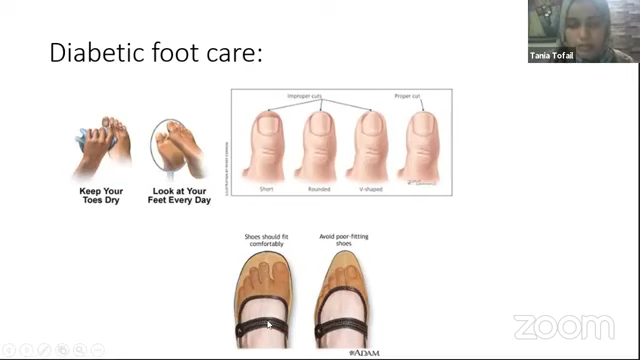 Diabetic foot care:
Tania Tofail
Improper cuts
Proper cut
Short
Rounded
V-shaped
Keep Your
Toes Dry
Look at Your
Feet Every Day
Shoes should fit
comfortably
Avoid poor-fitting
shoes
ADAM
zoom